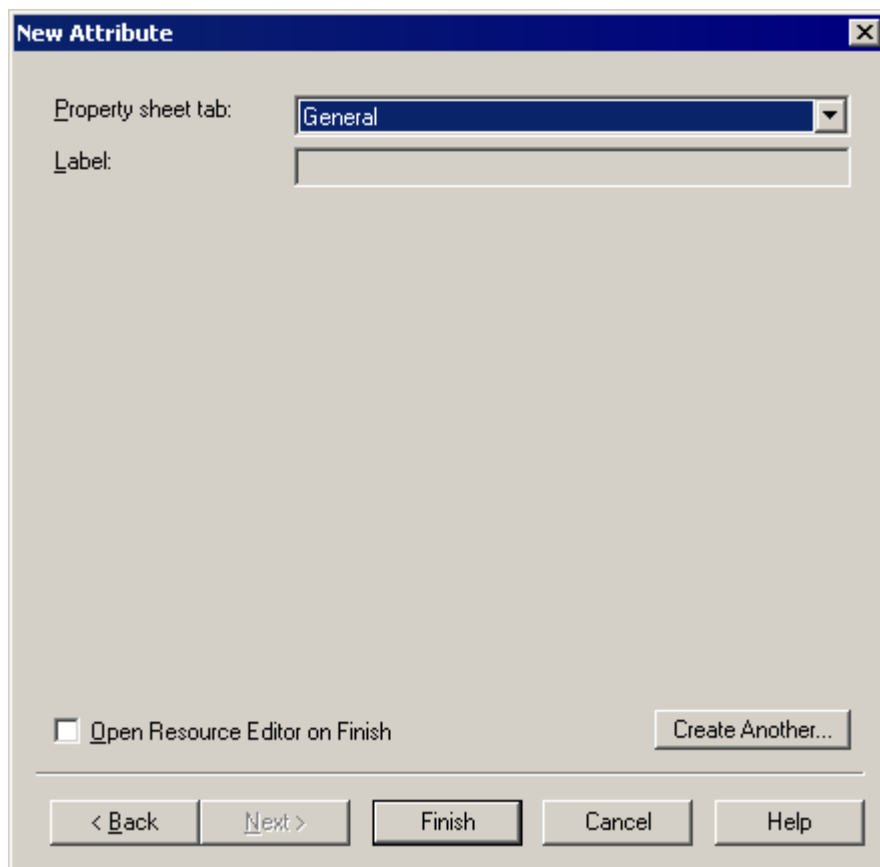 New Attribute
Property sheet tab:
General
Label:
Open Resource Editor on Finish
Create Another...
< Back
Next >
Finish
Cancel
Help